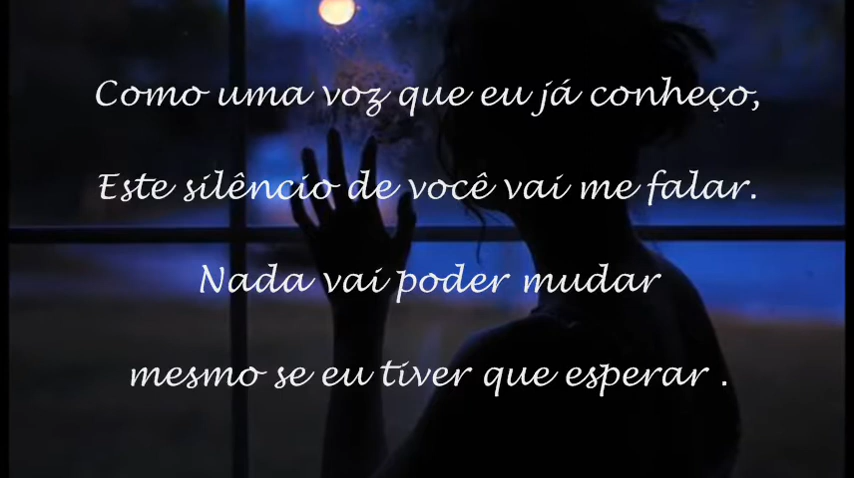 Como uma voz que eu já conheço,
Este silêncio de você vai me falar.
Nada vai poder mudar
mesmo se eu tiver que esperar .